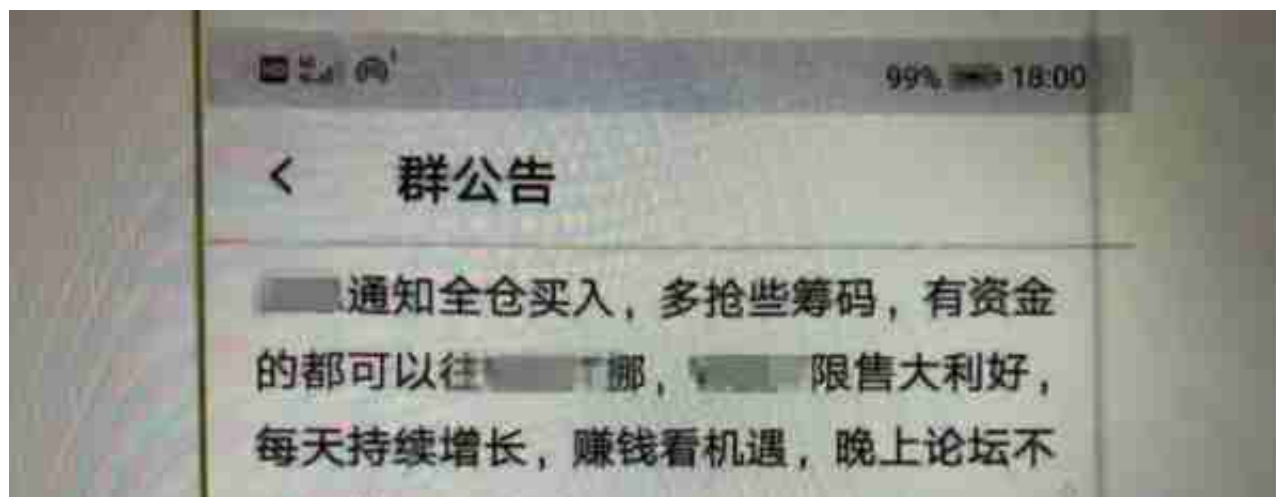 99% 18:00
群公告
通知全仓买入，多抢些筹码，有资金
的都可以往 挪， 限售大利好，
每天持续增长，赚钱看机遇，晚上论坛不